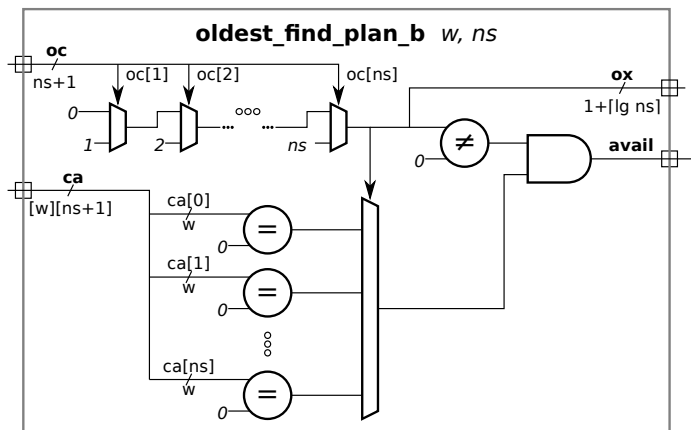 oldest_find_plan_b w, ns
oc
ns+1
oc[1]
oc[2]
oc[ns]
ox
1+⌈lg ns⌉
0
1
2
ns
0
avail
ca
[w][ns+1]
ca[0]
w
0
=
ca[1]
w
0
=
ca[ns]
w
0
=
≠